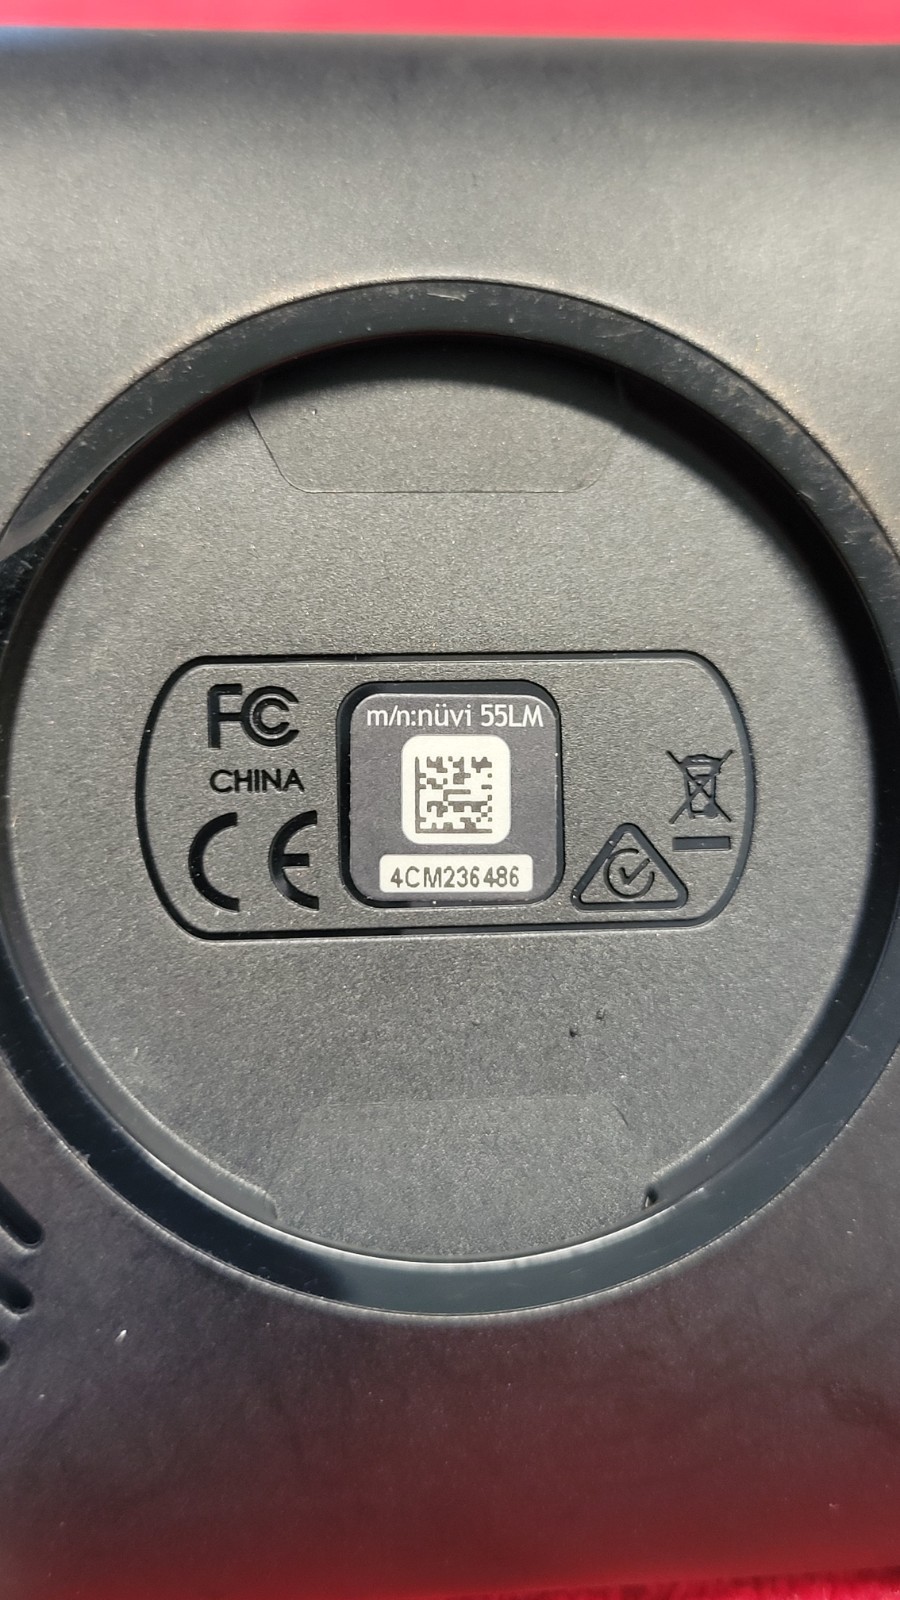 FC
CHINA
CE
m/n:nüvi 55LM
4CM236486